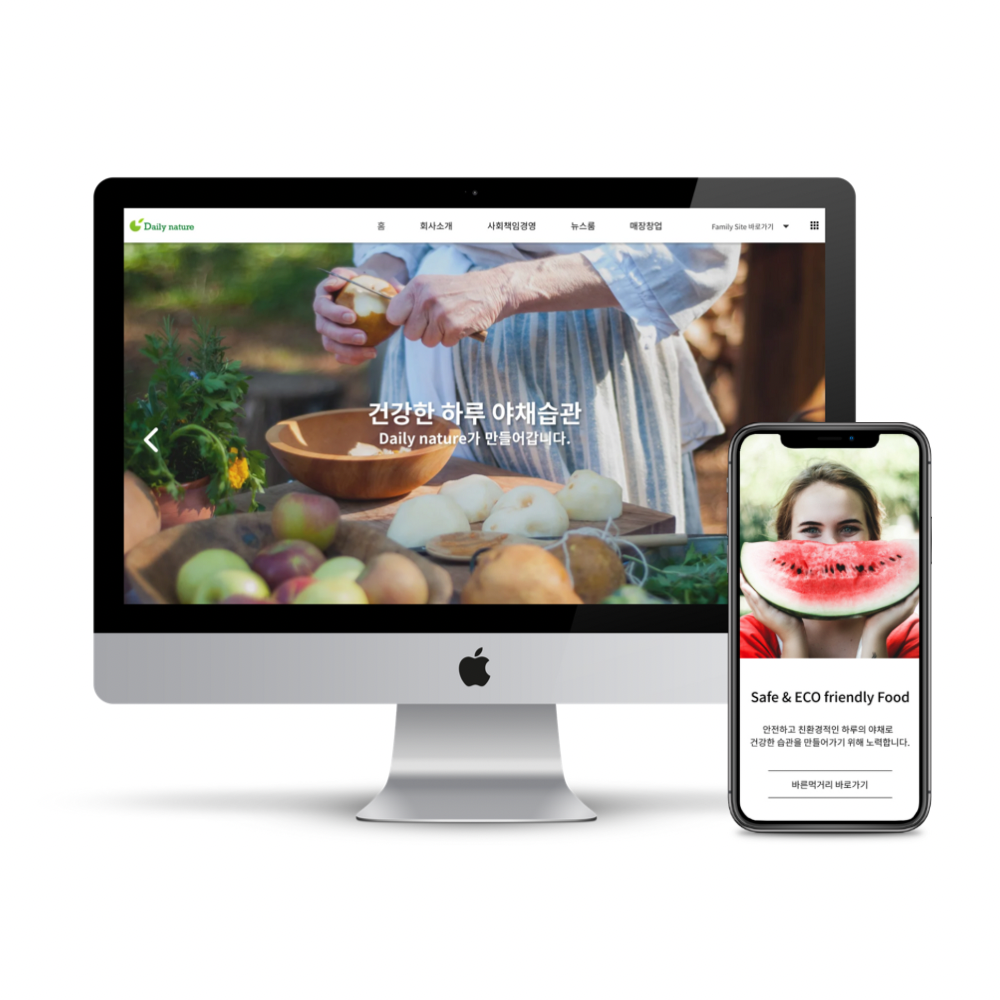 Daily nature
홈 회사소개 사회책임경영 뉴스룸 매장창업 Family Site 바로가기
건강한 하루 야채습관
Daily nature가 만들어갑니다.
Safe & ECO friendly Food
안전하고 친환경적인 하루의 야채로
건강한 습관을 만들어가기 위해 노력합니다.
바른먹거리 바로가기